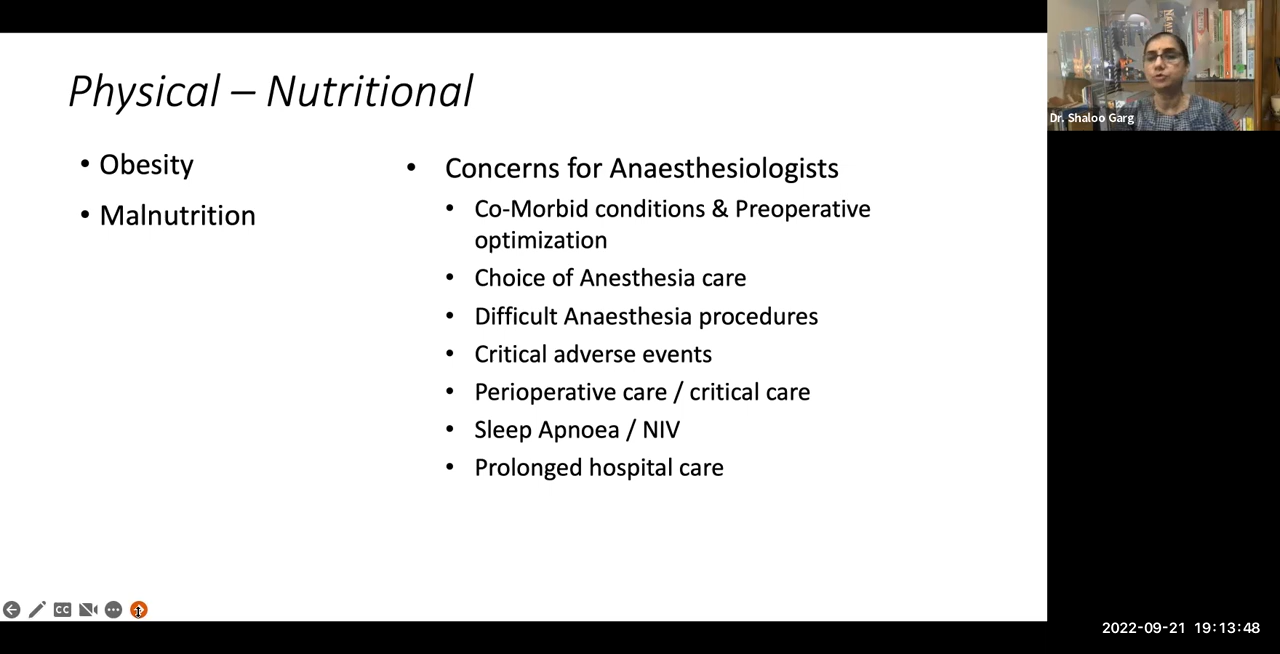 Physical – Nutritional
• Obesity
• Malnutrition
• Concerns for Anaesthesiologists
• Co-Morbid conditions & Preoperative
optimization
• Choice of Anesthesia care
• Difficult Anaesthesia procedures
• Critical adverse events
• Perioperative care / critical care
• Sleep Apnoea / NIV
• Prolonged hospital care
Dr. Shaloo Garg
CC
2022-09-21 19:13:48